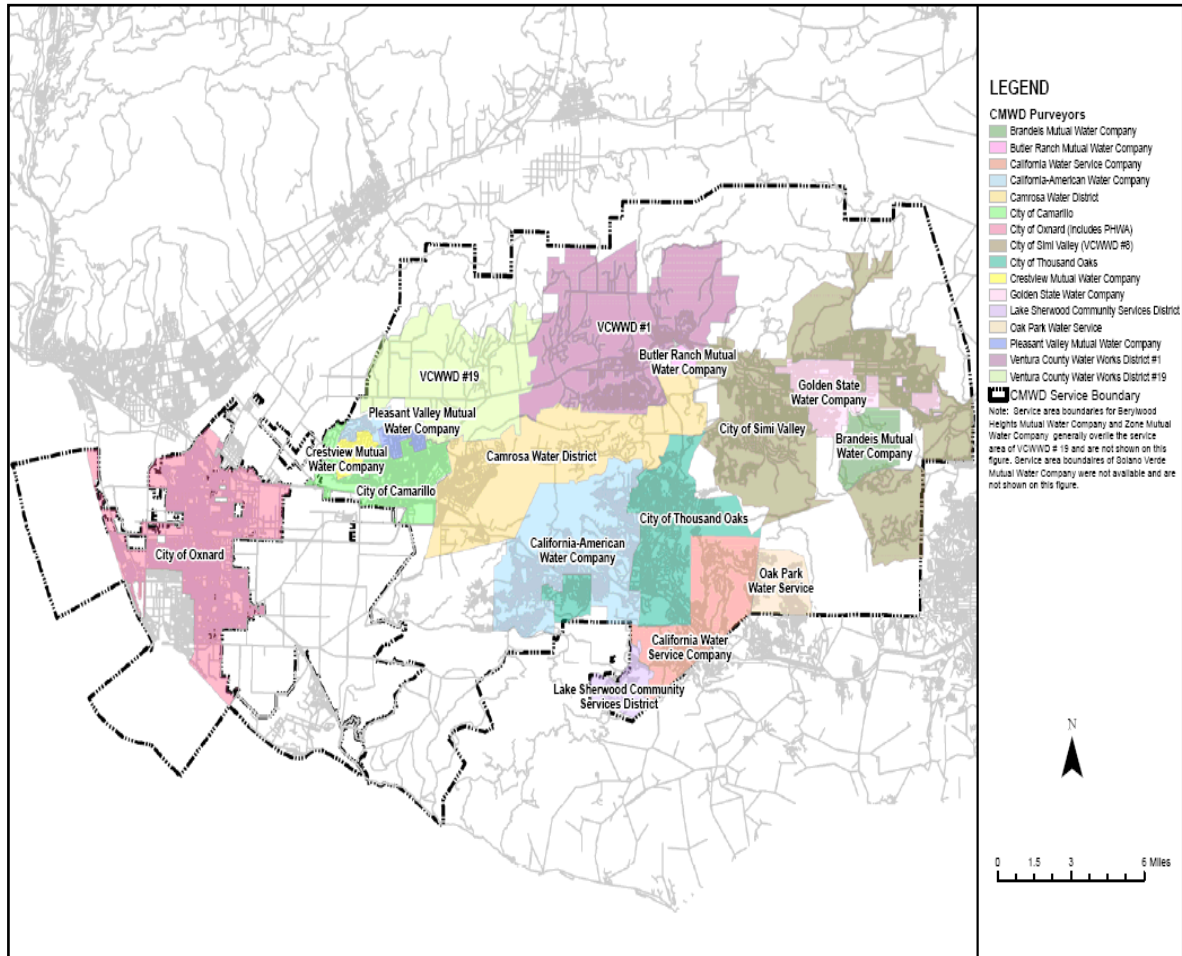 VCWWD #1
Butler Ranch Mutual
Water Company
VCWWD #19
Golden State
Water Company
Pleasant Valley Mutual
Water Company
City of Simi Valley
Brandeis Mutual
Water Company
Crestview Mutual
Water Company
Camrosa Water District
City of Camarillo
City of Thousand Oaks
City of Oxnard
California-American
Water Company
Oak Park
Water Service
California Water
Service Company
Lake Sherwood Community
Services District
LEGEND
CMWD Purveyors
Brandeis Mutual Water Company
Butler Ranch Mutual Water Company
California Water Service Company
California-American Water Company
Camrosa Water District
City of Camarillo
City of Oxnard (includes PHWA)
City of Simi Valley (VCWWD #8)
City of Thousand Oaks
Crestview Mutual Water Company
Golden State Water Company
Lake Sherwood Community Services District
Oak Park Water Service
Pleasant Valley Mutual Water Company
Ventura County Water Works District #1
Ventura County Water Works District #19
CMWD Service Boundary
Note: Service area boundaries for Berylwood
Heights Mutual Water Company and Zone Mutual
Water Company generally overlie the service
area of VCWWD # 19 and are not shown on this
figure. Service area boundaires of Solano Verde
Mutual Water Company were not available and are
not shown on this figure.
N
0 1.5 3 6 Miles